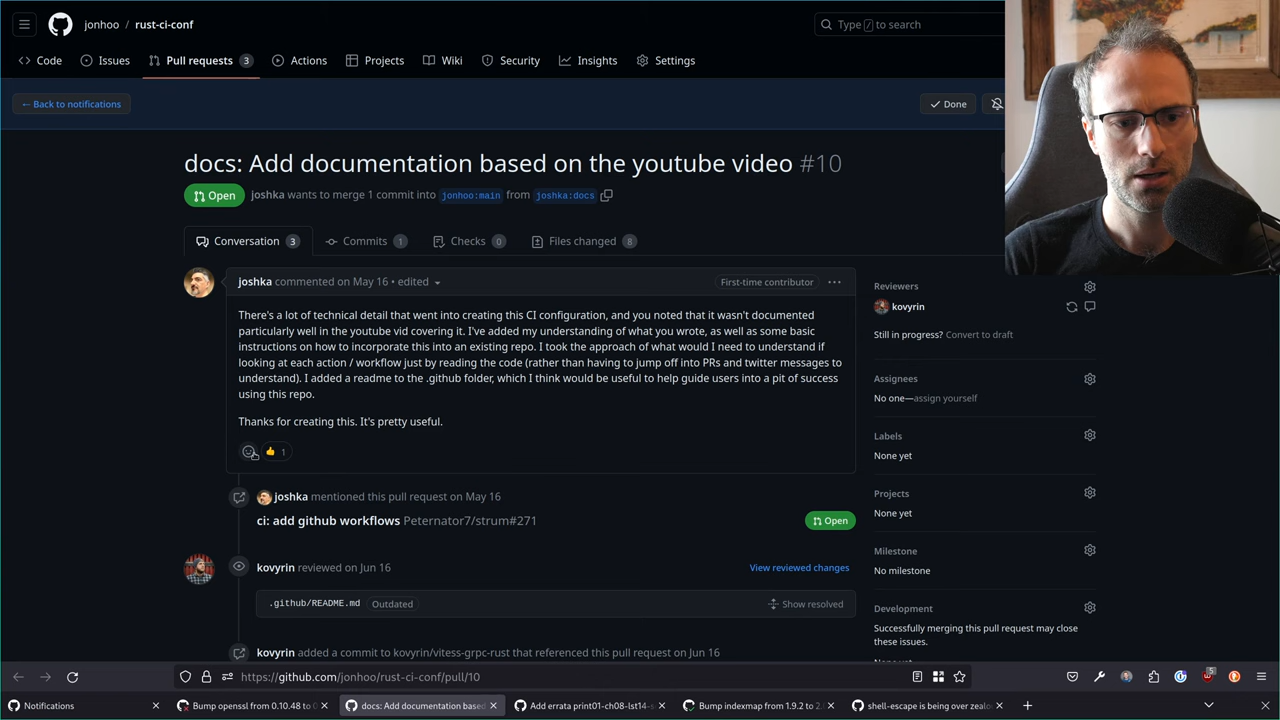 jonhoo / rust-ci-conf
Type / to search
Code
Issues
Pull requests 3
Actions
Projects
Wiki
Security
Insights
Settings
← Back to notifications
Done
docs: Add documentation based on the youtube video #10
Open
joshka wants to merge 1 commit into jonhoo:main from joshka:docs
Conversation 3
Commits 1
Checks 0
Files changed 8
joshka commented on May 16 • edited
First-time contributor
There's a lot of technical detail that went into creating this CI configuration, and you noted that it wasn't documented
particularly well in the youtube vid covering it. I've added my understanding of what you wrote, as well as some basic
instructions on how to incorporate this into an existing repo. I took the approach of what would I need to understand if
looking at each action / workflow just by reading the code (rather than having to jump off into PRs and twitter messages to
understand). I added a readme to the .github folder, which I think would be useful to help guide users into a pit of success
using this repo.
Thanks for creating this. It's pretty useful.
👍 1
joshka mentioned this pull request on May 16
ci: add github workflows Peternator7/strum#271
Open
kovyrin reviewed on Jun 16
View reviewed changes
.github/README.md Outdated
Show resolved
kovyrin added a commit to kovyrin/vitess-grpc-rust that referenced this pull request on Jun 16
Reviewers
kovyrin
Still in progress? Convert to draft
Assignees
No one—assign yourself
Labels
None yet
Projects
None yet
Milestone
No milestone
Development
Successfully merging this pull request may close
these issues.
https://github.com/jonhoo/rust-ci-conf/pull/10
5
Notifications
Bump openssl from 0.10.48 to 0.
docs: Add documentation based
Add errata print01-ch08-lst14-s
Bump indexmap from 1.9.2 to 2.
shell-escape is being over zealo